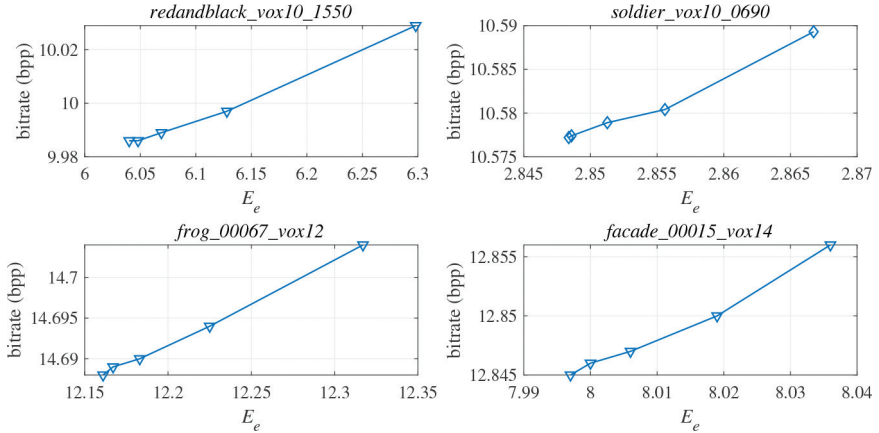 redandblack_vox10_1550
bitrate (bpp)
10.02
10
9.98
6 6.05 6.1 6.15 6.2 6.25 6.3
E_e
soldier_vox10_0690
bitrate (bpp)
10.59
10.585
10.58
10.575
2.845 2.85 2.855 2.86 2.865 2.87
E_e
frog_00067_vox12
bitrate (bpp)
14.7
14.695
14.69
12.15 12.2 12.25 12.3 12.35
E_e
facade_00015_vox14
bitrate (bpp)
12.855
12.85
12.845
7.99 8 8.01 8.02 8.03 8.04
E_e